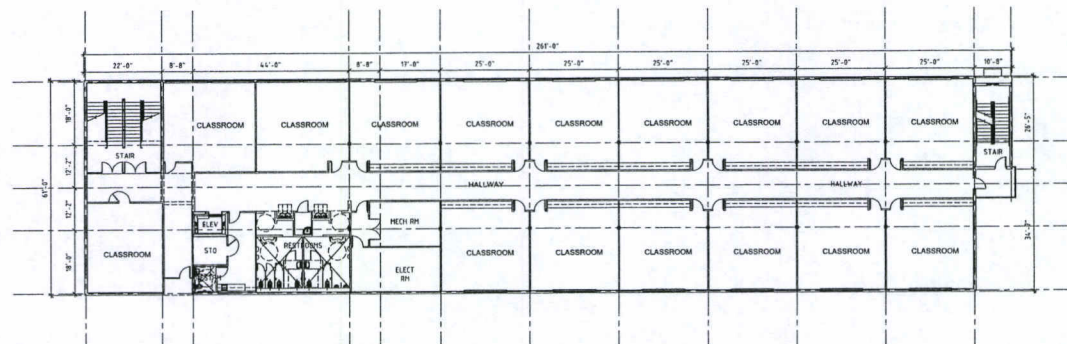 261'-0"
22'-0" 8'-8" 44'-0" 8'-8" 17'-0" 25'-0" 25'-0" 25'-0" 25'-0" 25'-0" 25'-0" 10'-8"
18'-0"
12'-2"
61'-0"
12'-2"
18'-0"
26'-5"
34'-7"
CLASSROOM CLASSROOM CLASSROOM CLASSROOM CLASSROOM CLASSROOM CLASSROOM CLASSROOM CLASSROOM
STAIR
STAIR
HALLWAY HALLWAY
ELEV
MECH RM
STO
RESTROOMS
CLASSROOM
CLASSROOM CLASSROOM CLASSROOM CLASSROOM CLASSROOM CLASSROOM
ELECT
RM